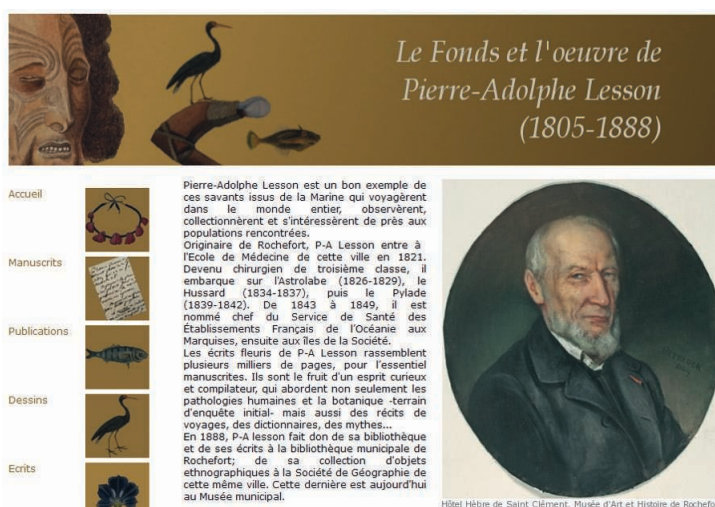 Le Fonds et l'oeuvre de
Pierre-Adolphe Lesson
(1805-1888)
Accueil
Manuscrits
Publications
Dessins
Ecrits
Pierre-Adolphe Lesson est un bon exemple de
ces savants issus de la Marine qui voyagèrent
dans le monde entier, observèrent,
collectionnèrent et s'intéressèrent de près aux
populations rencontrées.
Originaire de Rochefort, P-A Lesson entre à
l'Ecole de Médecine de cette ville en 1821.
Devenu chirurgien de troisième classe, il
embarque sur l'Astrolabe (1826-1829), le
Hussard (1834-1837), puis le Pylade
(1839-1842). De 1843 à 1849, il est
nommé chef du Service de Santé des
Établissements Français de l'Océanie aux
Marquises, ensuite aux îles de la Société.
Les écrits fleuris de P-A Lesson rassemblent
plusieurs milliers de pages, pour l'essentiel
manuscrites. Ils sont le fruit d'un esprit curieux
et compilateur, qui abordent non seulement les
pathologies humaines et la botanique -terrain
d'enquête initial- mais aussi des récits de
voyages, des dictionnaires, des mythes...
En 1888, P-A lesson fait don de sa bibliothèque
et de ses écrits à la bibliothèque municipale de
Rochefort; de sa collection d'objets
ethnographiques à la Société de Géographie de
cette même ville. Cette dernière est aujourd'hui
au Musée municipal.
Hôtel Hèbre de Saint Clément, Musée d'Art et Histoire de Rochefo